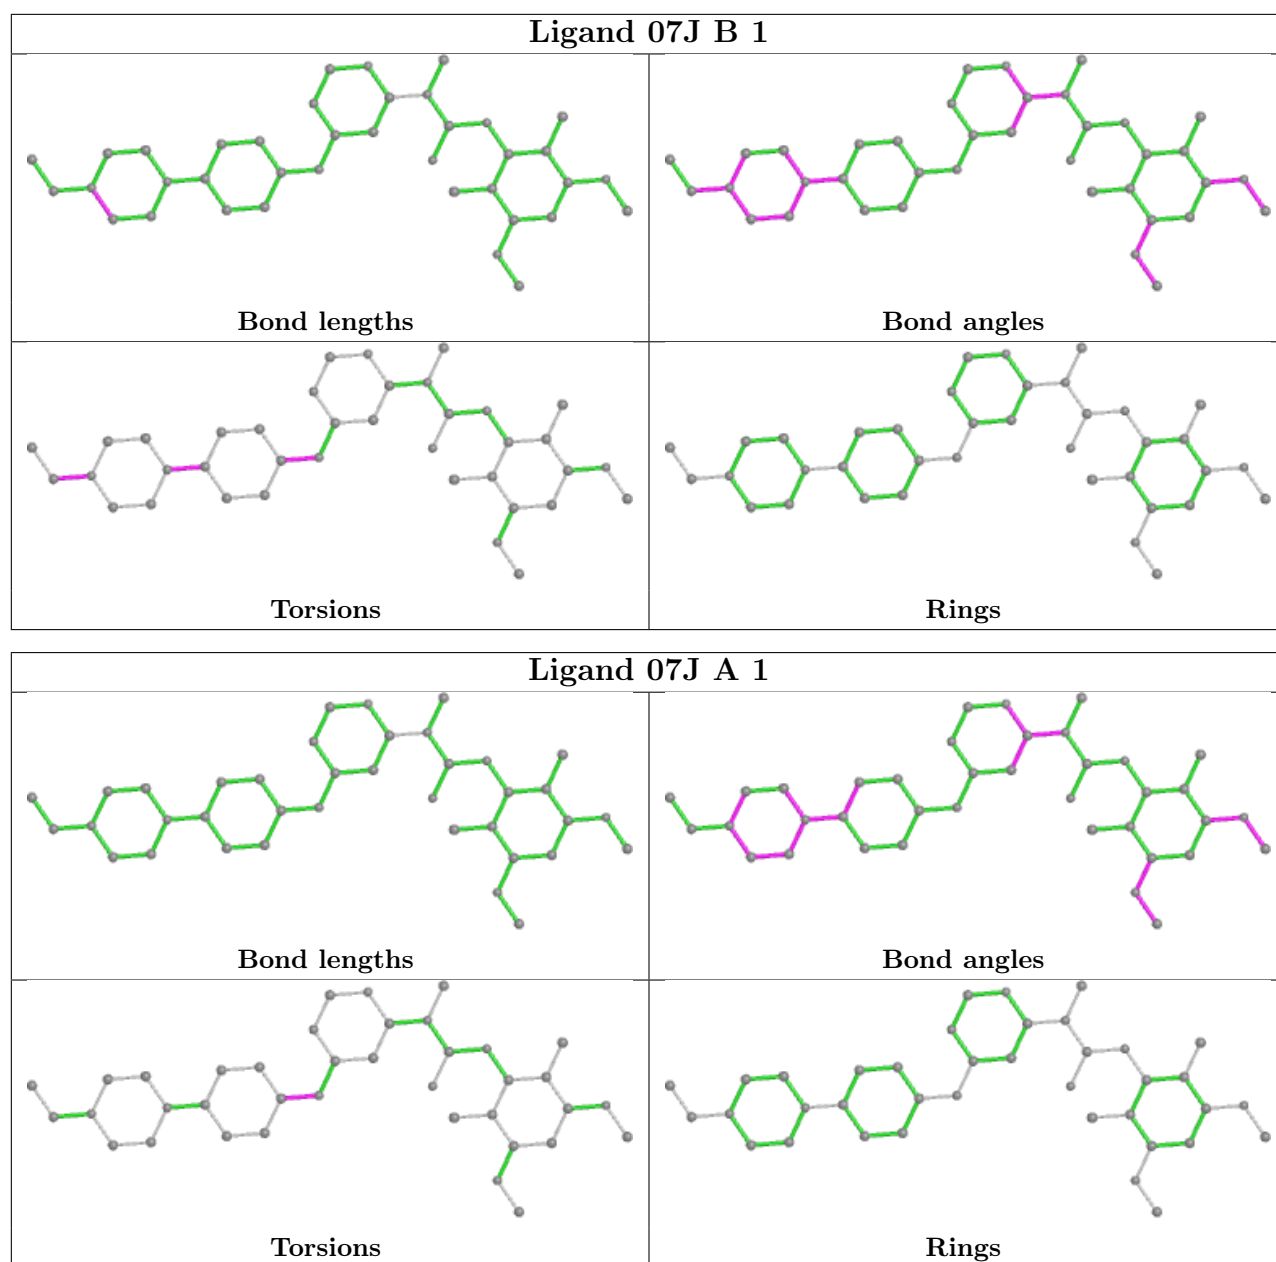 Ligand 07J B 1
Bond lengths
Bond angles
Torsions
Rings
Ligand 07J A 1
Bond lengths
Bond angles
Torsions
Rings